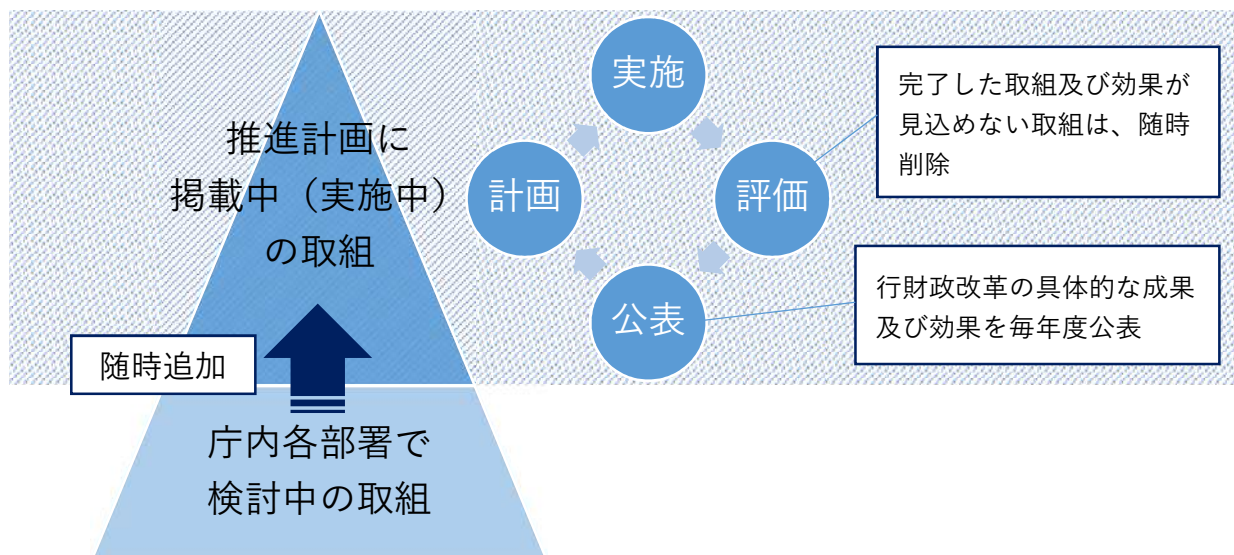 推進計画に
掲載中（実施中）
の取組
随時追加
庁内各部署で
検討中の取組
実施
計画
評価
公表
完了した取組及び効果が
見込めない取組は、随時
削除
行財政改革の具体的な成果
及び効果を毎年度公表